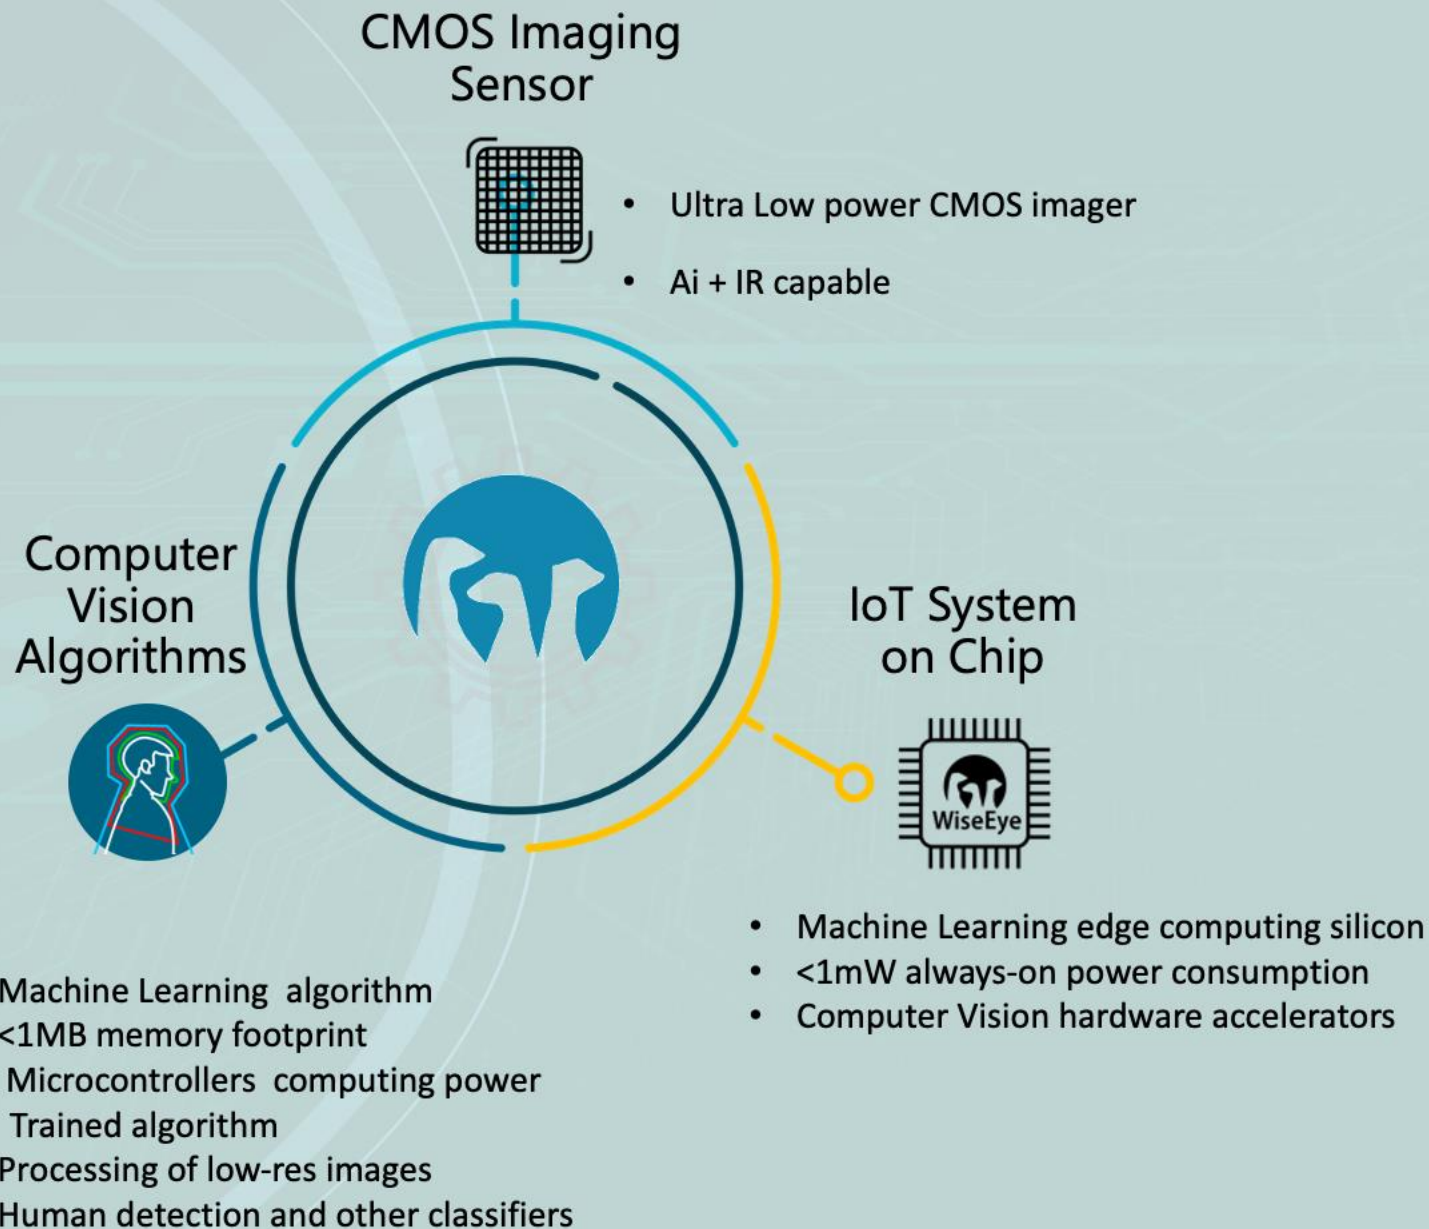 CMOS Imaging
Sensor
• Ultra Low power CMOS imager
• Ai + IR capable
Computer
Vision
Algorithms
IoT System
on Chip
WiseEye
• Machine Learning edge computing silicon
• <1mW always-on power consumption
• Computer Vision hardware accelerators
Machine Learning algorithm
<1MB memory footprint
Microcontrollers computing power
Trained algorithm
Processing of low-res images
Human detection and other classifiers